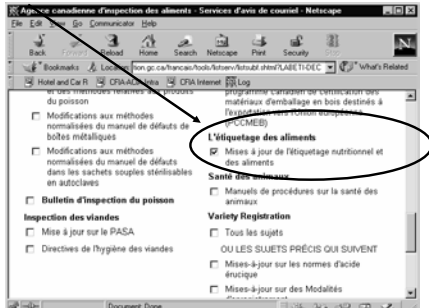 Agence canadienne d'inspection des aliments - Services d'avis de courriel - Netscape
File Edit View Go Communicator Help
Back Forward Reload Home Search Netscape Print Security Stop
Bookmarks Location: tion.gc.ca/francais/tools/listserv/listsubf.shtml?LABETI-DEC What's Related
Hotel and Car R CFIA-ACIA Intra CFIA Internet Log
et des méthodes relatives aux produits du poisson
Modifications aux méthodes
normalisées du manuel de défauts de
boîtes métalliques
Modifications aux méthodes
normalisées du manuel de défauts
dans les sachets souples stérilisables
en autoclaves
Bulletin d'inspection du poisson
Inspection des viandes
Mise à jour sur le PASA
Directives de l'hygiène des viandes
programme canadien de certification des
matériaux d'emballage en bois destinés à
l'exportation vers l'Union européenne
(PCCMEB)
L'étiquetage des aliments
Mises à jour de l'étiquetage nutritionnel et
des aliments
Santé des animaux
Manuels de procédures sur la santé des
animaux
Variety Registration
Tous les sujets
OU LES SUJETS PRÉCIS QUI SUIVENT
Mises-à-jour sur les normes d'acide
érucique
Mises-à-jour sur des Modalités
d'enregistrement
Document: Done